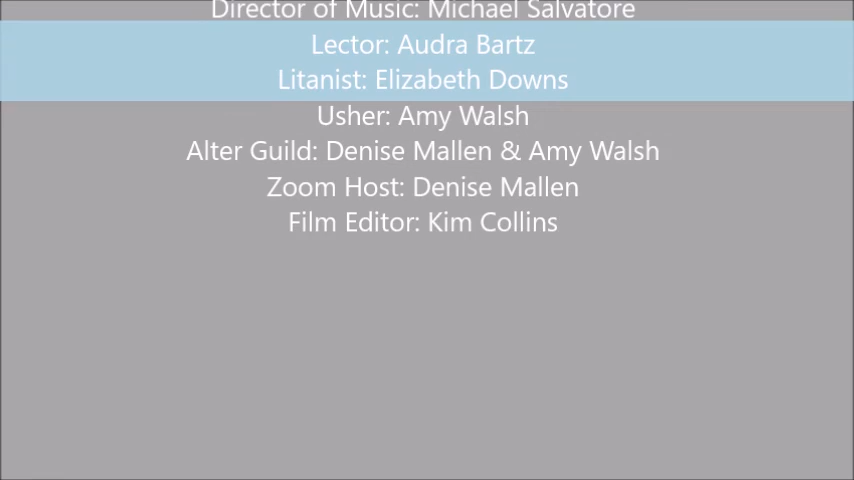 Director of Music: Michael Salvatore
Lector: Audra Bartz
Litanist: Elizabeth Downs
Usher: Amy Walsh
Alter Guild: Denise Mallen & Amy Walsh
Zoom Host: Denise Mallen
Film Editor: Kim Collins